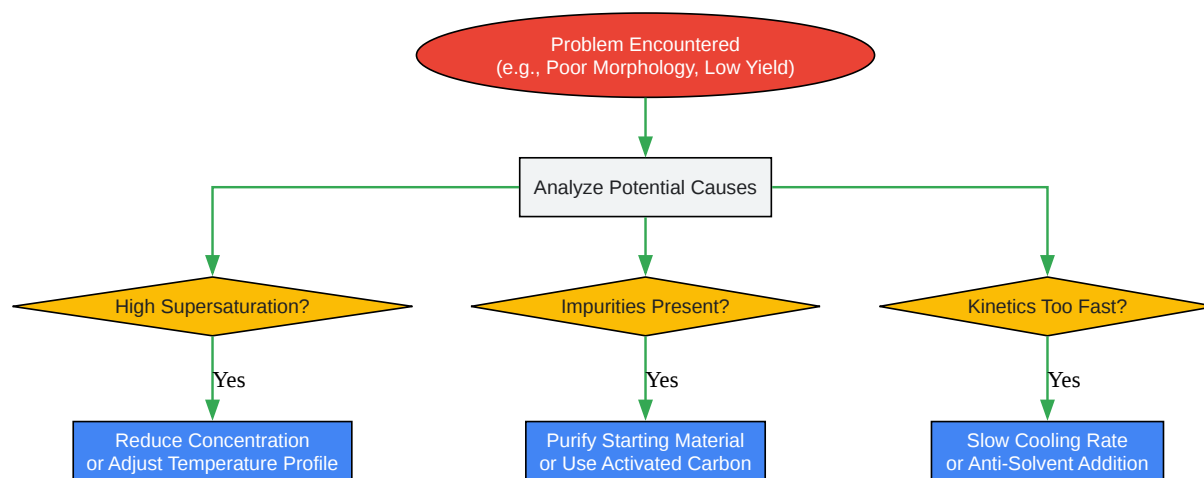 Problem Encountered
(e.g., Poor Morphology, Low Yield)
Analyze Potential Causes
High Supersaturation?
Impurities Present?
Kinetics Too Fast?
Yes
Yes
Yes
Reduce Concentration
or Adjust Temperature Profile
Purify Starting Material
or Use Activated Carbon
Slow Cooling Rate
or Anti-Solvent Addition